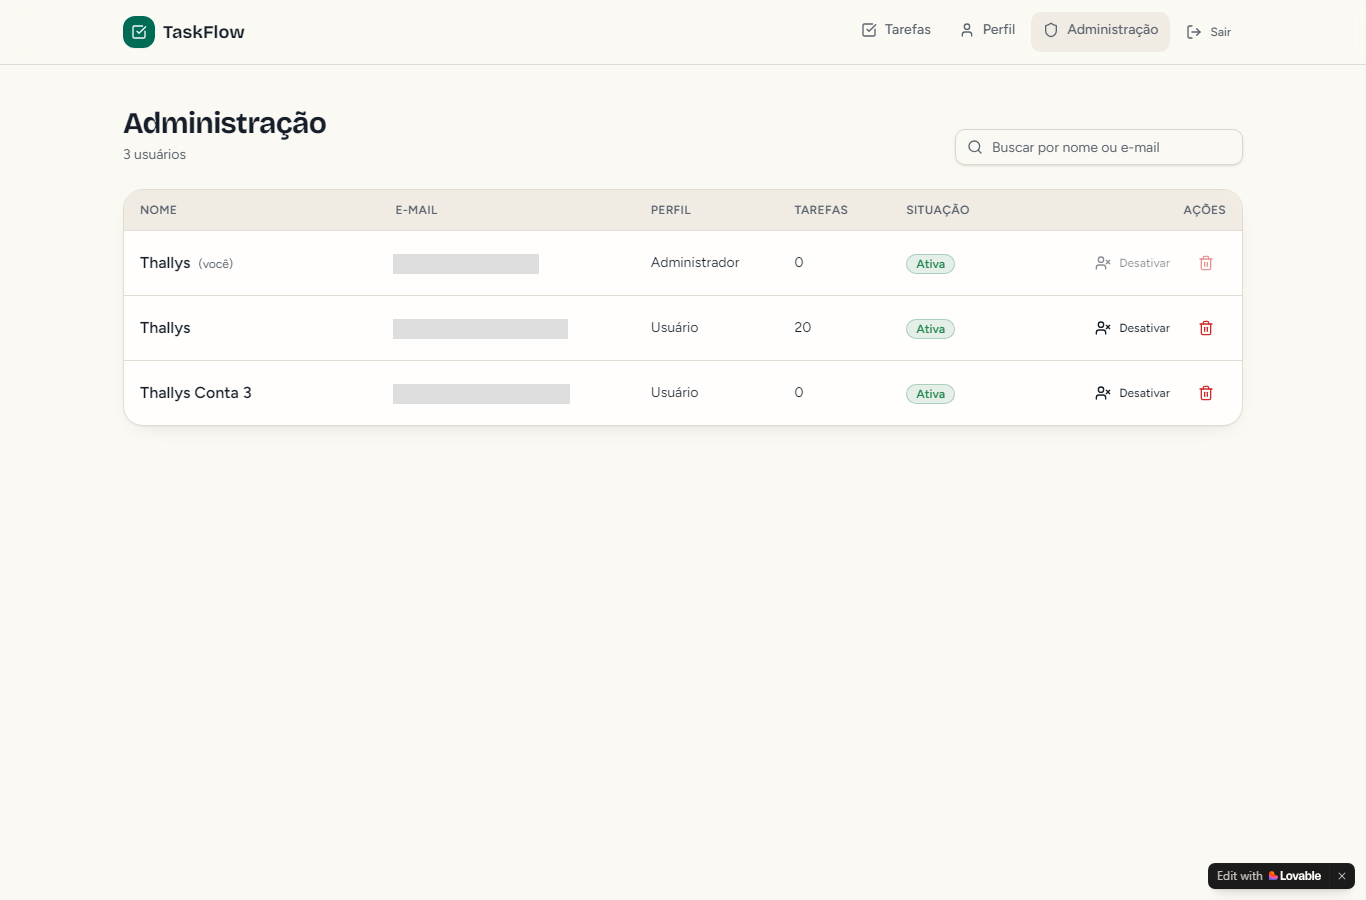 TaskFlow
Tarefas
Perfil
Administração
Sair
Administração
3 usuários
Buscar por nome ou e-mail
NOME E-MAIL PERFIL TAREFAS SITUAÇÃO AÇÕES
Thallys (você) Administrador 0 Ativa Desativar
Thallys Usuário 20 Ativa Desativar
Thallys Conta 3 Usuário 0 Ativa Desativar
Edit with Lovable